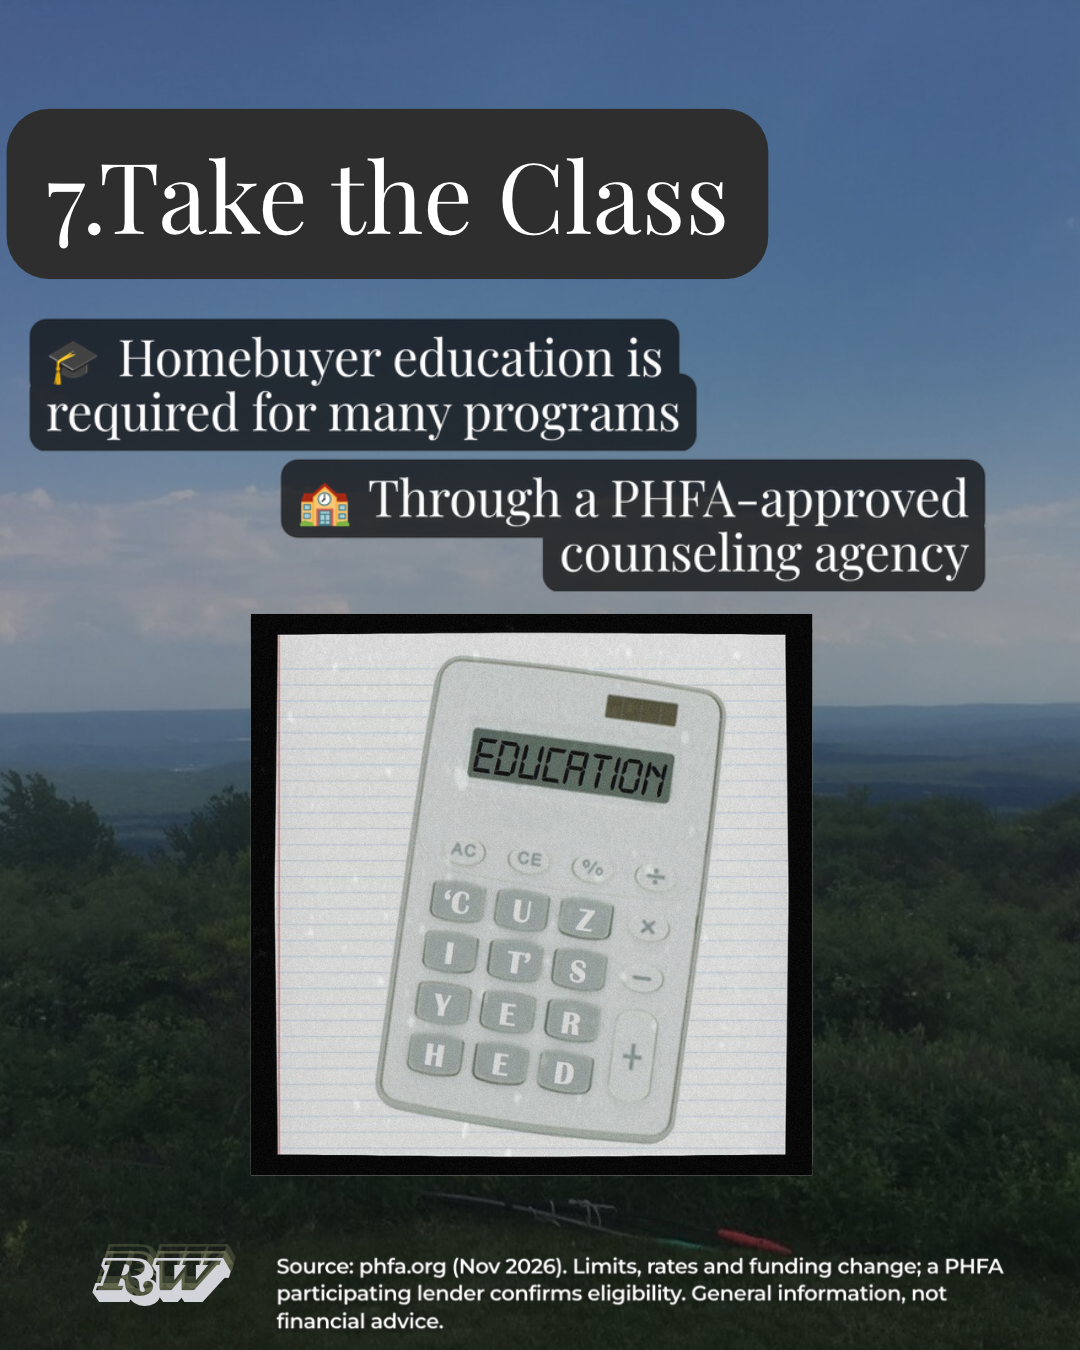 7.Take the Class
🎓 Homebuyer education is
required for many programs
🏫 Through a PHFA-approved
counseling agency
EDUCATION
AC CE % ÷
‘C U Z ×
I T’ S −
Y E R
H E D +
RW
Source: phfa.org (Nov 2026). Limits, rates and funding change; a PHFA
participating lender confirms eligibility. General information, not
financial advice.